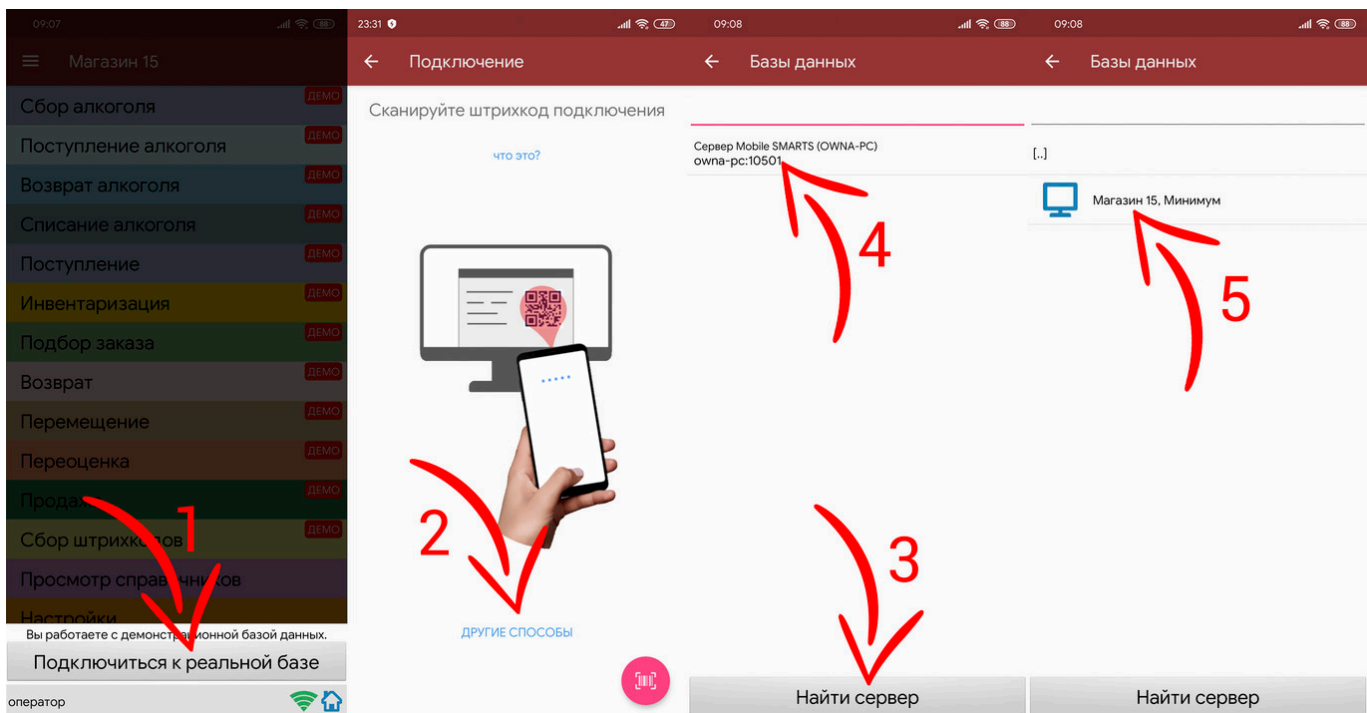 09:07
88
Магазин 15
Сбор алкоголя
ДЕМО
Поступление алкоголя
ДЕМО
Возврат алкоголя
ДЕМО
Списание алкоголя
ДЕМО
Поступление
ДЕМО
Инвентаризация
ДЕМО
Подбор заказа
ДЕМО
Возврат
ДЕМО
Перемещение
ДЕМО
Переоценка
ДЕМО
ДЕМО
Сбор
ДЕМО
Просмотр
Настройки
Вы работаете с демонстрационной базой данных.
Подключиться к реальной базе
оператор
1
23:31
47
Подключение
Сканируйте штрихкод подключения
что это?
2
ДРУГИЕ СПОСОБЫ
09:08
88
Базы данных
Сервер Mobile SMARTS (OWNA-PC)
owna-pc:10501
4
3
Найти сервер
09:08
88
Базы данных
[..]
Магазин 15, Минимум
5
Найти сервер